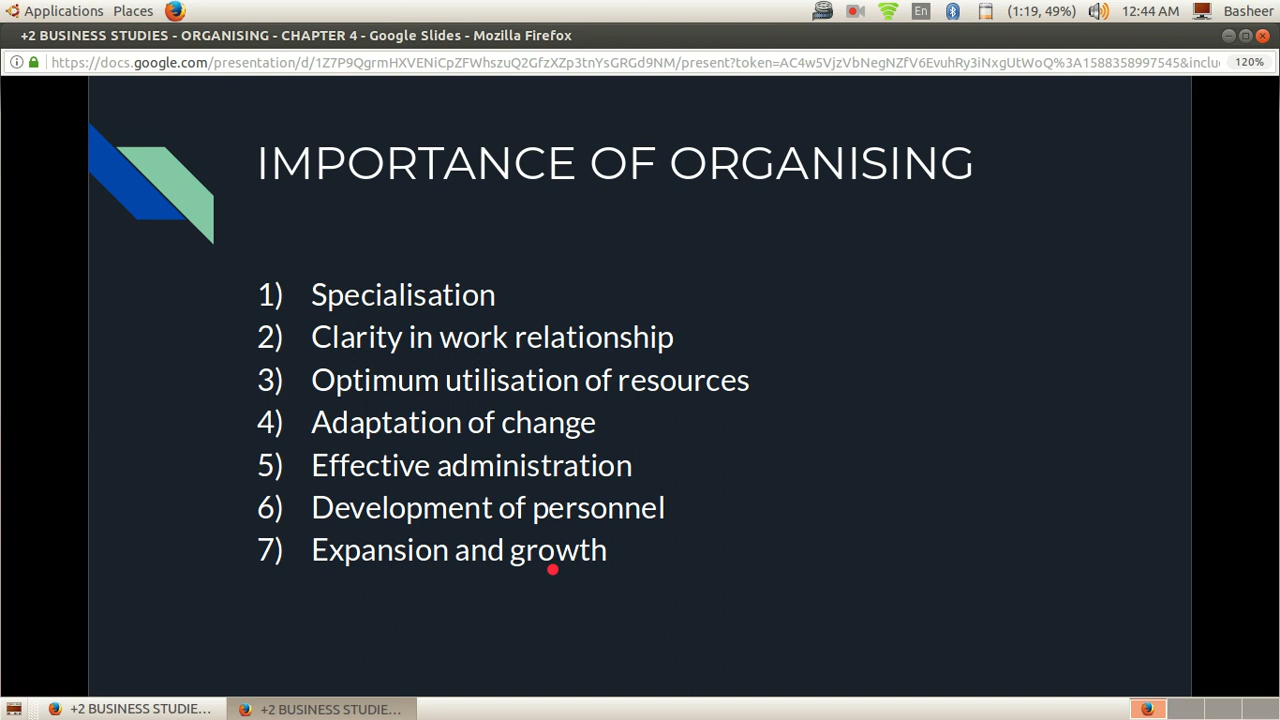 Applications Places En (1:19, 49%) 12:44 AM Basheer
+2 BUSINESS STUDIES - ORGANISING - CHAPTER 4 - Google Slides - Mozilla Firefox
https://docs.google.com/presentation/d/1Z7P9QgrmHXVENiCpZFWhszuQ2GfzXZp3tnYsGRGd9NM/present?token=AC4w5VjzVbNegNZfV6EvuhRy3iNxgUtWoQ%3A1588358997545&inclu 120%
IMPORTANCE OF ORGANISING
1) Specialisation
2) Clarity in work relationship
3) Optimum utilisation of resources
4) Adaptation of change
5) Effective administration
6) Development of personnel
7) Expansion and growth
+2 BUSINESS STUDIE... +2 BUSINESS STUDIE...